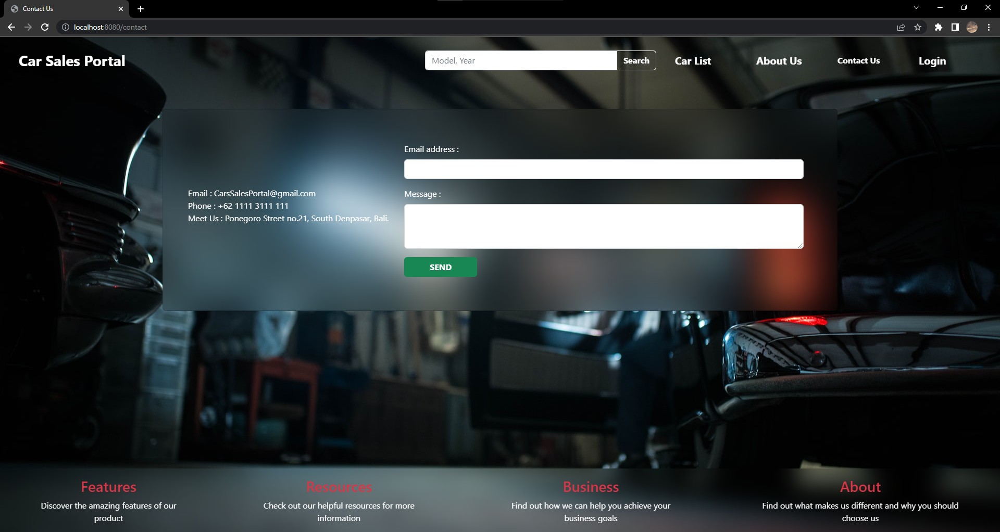 Contact Us
localhost:8080/contact
Car Sales Portal
Model, Year
Search
Car List
About Us
Contact Us
Login
Email address :
Email : CarsSalesPortal@gmail.com
Phone : +62 1111 3111 111
Meet Us : Ponegoro Street no.21, South Denpasar, Bali.
Message :
SEND
Features
Discover the amazing features of our
product
Resources
Check out our helpful resources for more
information
Business
Find out how we can help you achieve your
business goals
About
Find out what makes us different and why you should
choose us